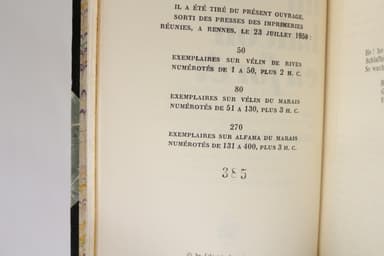 IL A ÉTÉ TIRÉ DU PRÉSENT OUVRAGE,
SORTI DES PRESSES DES IMPRIMERIES
RÉUNIES, A RENNES, LE 23 JUILLET 1950 :
50
EXEMPLAIRES SUR VÉLIN DE RIVES
NUMÉROTÉS DE 1 A 50, PLUS 2 H. C.
80
EXEMPLAIRES SUR VÉLIN DU MARAIS
NUMÉROTÉS DE 51 A 130, PLUS 3 H. C.
270
EXEMPLAIRES SUR ALFAMA DU MARAIS
NUMÉROTÉS DE 131 A 400, PLUS 3 H. C.
385